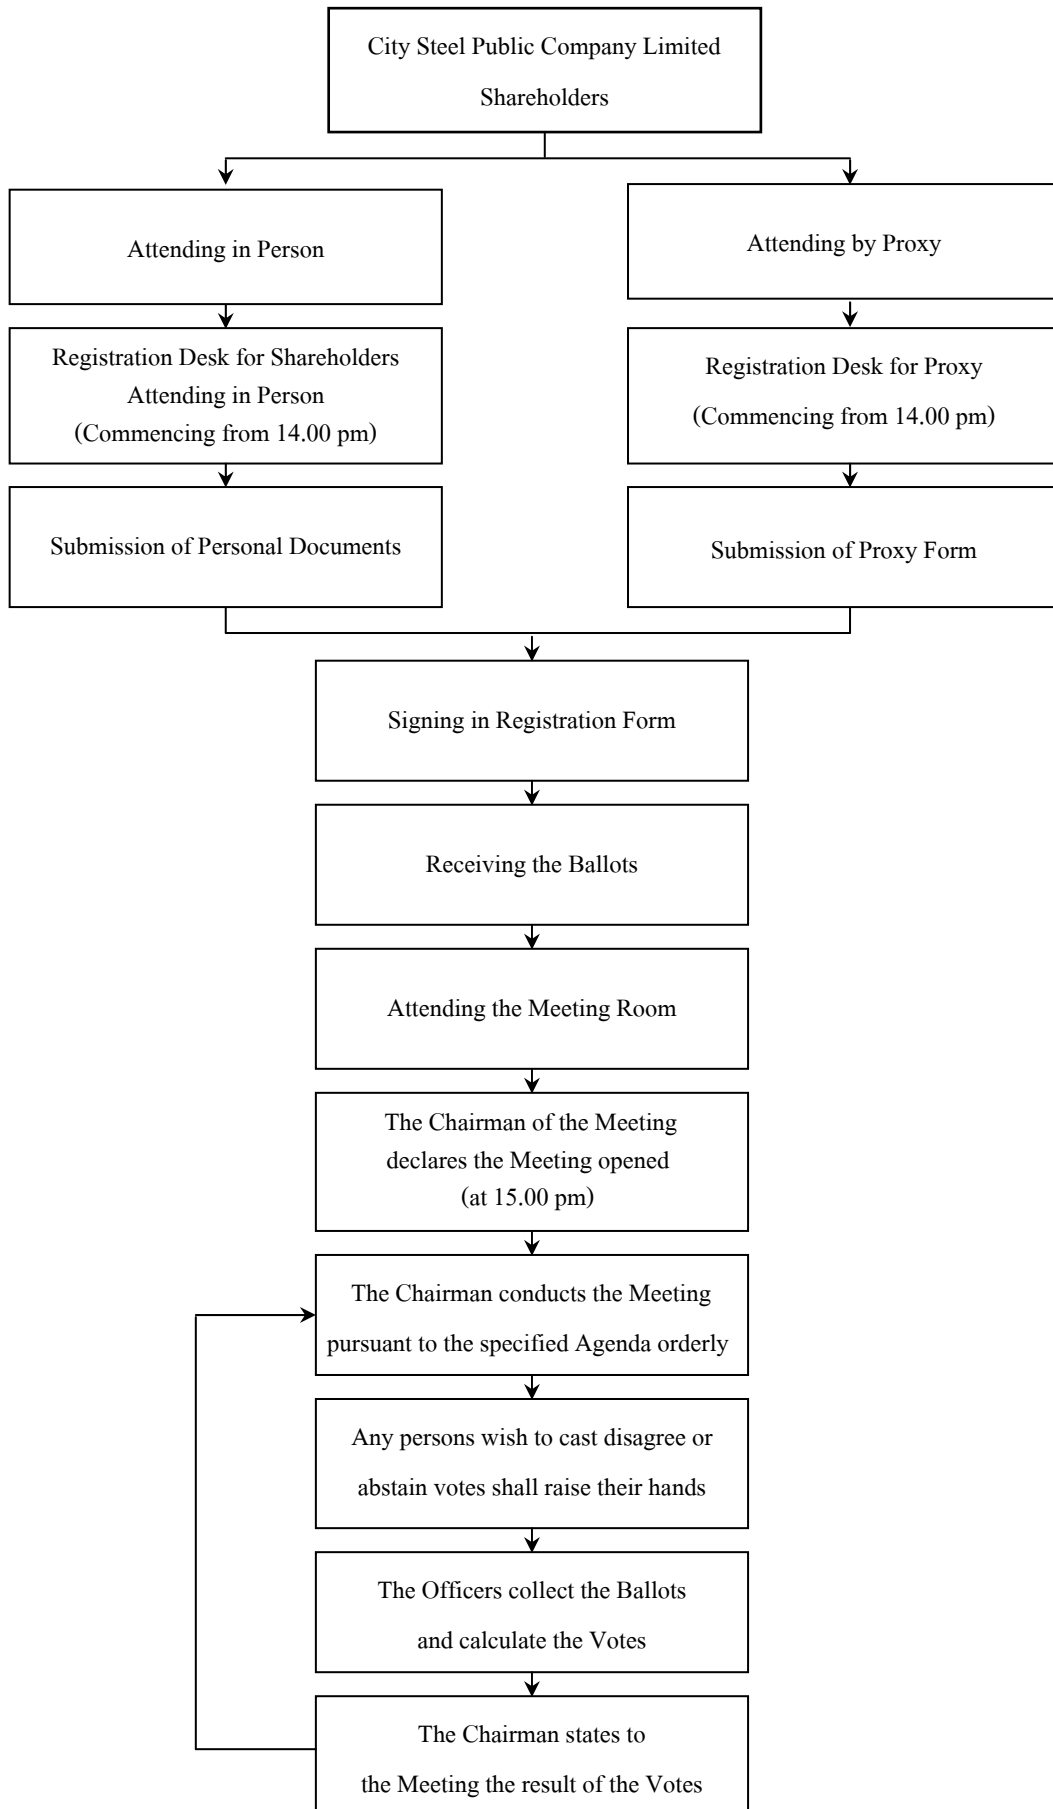 City Steel Public Company Limited
Shareholders
Attending in Person
Attending by Proxy
Registration Desk for Shareholders
Attending in Person
(Commencing from 14.00 pm)
Registration Desk for Proxy
(Commencing from 14.00 pm)
Submission of Personal Documents
Submission of Proxy Form
Signing in Registration Form
Receiving the Ballots
Attending the Meeting Room
The Chairman of the Meeting
declares the Meeting opened
(at 15.00 pm)
The Chairman conducts the Meeting
pursuant to the specified Agenda orderly
Any persons wish to cast disagree or
abstain votes shall raise their hands
The Officers collect the Ballots
and calculate the Votes
The Chairman states to
the Meeting the result of the Votes